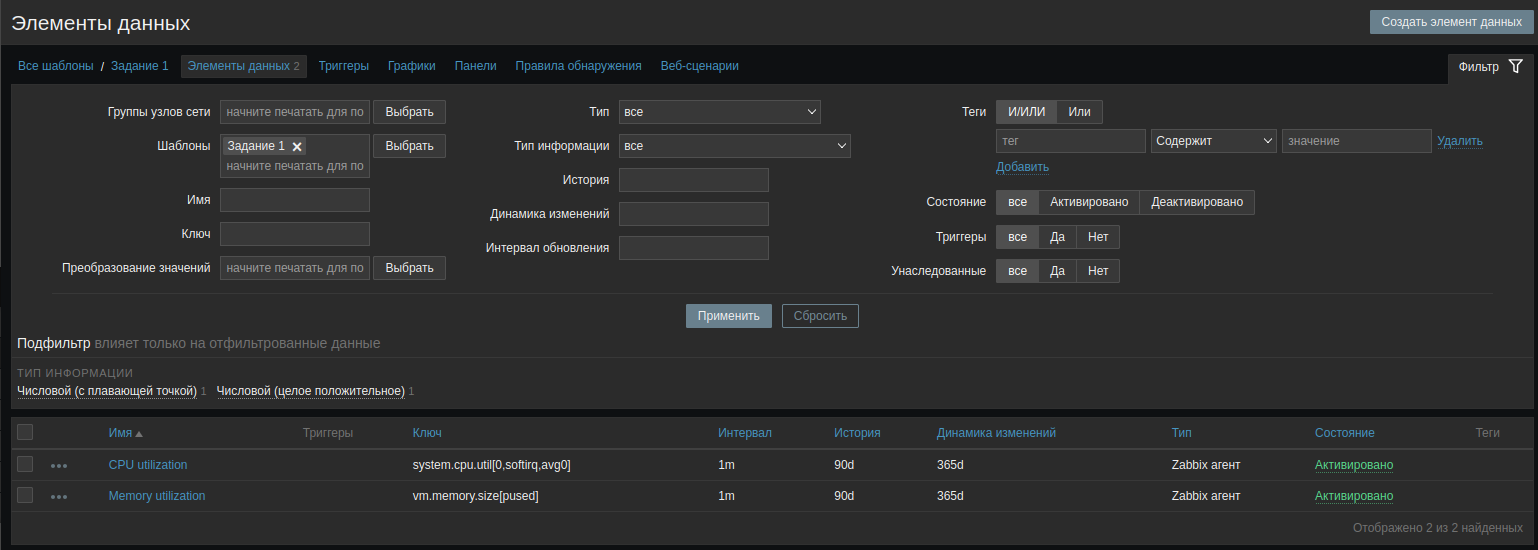 Элементы данных
Создать элемент данных
Все шаблоны / Задание 1 Элементы данных 2 Триггеры Графики Панели Правила обнаружения Веб-сценарии
Фильтр
Группы узлов сети начните печатать для по Выбрать
Шаблоны Задание 1 Выбрать
начните печатать для по
Имя
Ключ
Преобразование значений начните печатать для по Выбрать
Тип все
Тип информации все
История
Динамика изменений
Интервал обновления
Теги И/ИЛИ Или
тег Содержит значение Удалить
Добавить
Состояние все Активировано Деактивировано
Триггеры все Да Нет
Унаследованные все Да Нет
Применить Сбросить
Подфильтр влияет только на отфильтрованные данные
ТИП ИНФОРМАЦИИ
Числовой (с плавающей точкой) 1 Числовой (целое положительное) 1
Имя Триггеры Ключ Интервал История Динамика изменений Тип Состояние Теги
CPU utilization system.cpu.util[0,softirq,avg0] 1m 90d 365d Zabbix агент Активировано
Memory utilization vm.memory.size[pused] 1m 90d 365d Zabbix агент Активировано
Отображено 2 из 2 найденных